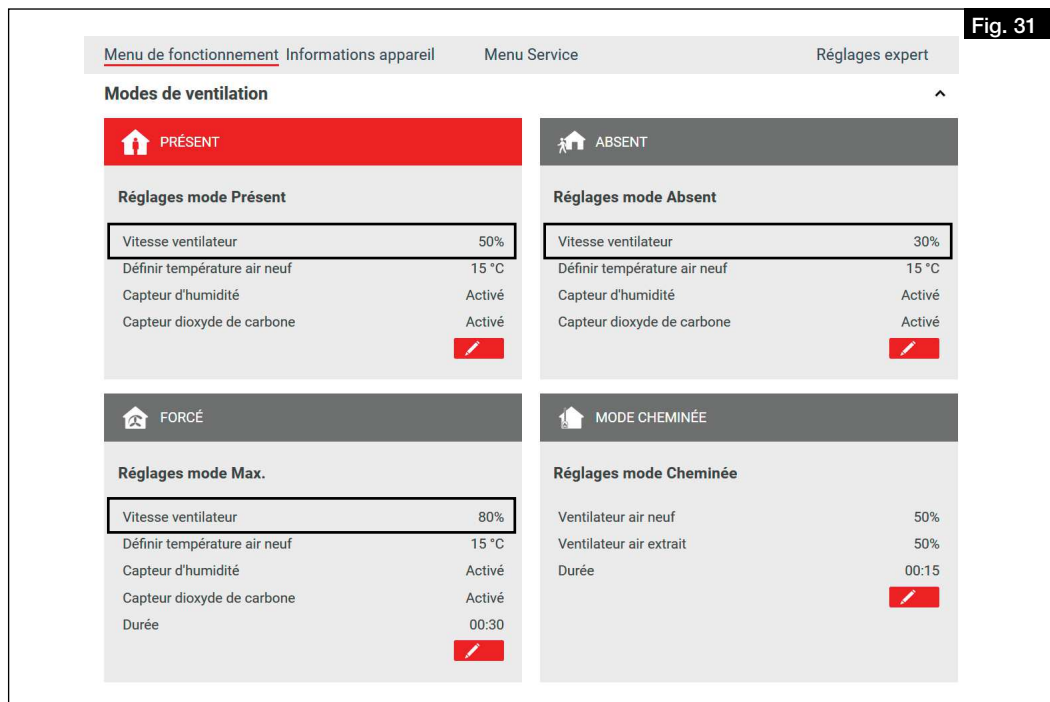 Fig. 31
Menu de fonctionnement Informations appareil Menu Service Réglages expert
Modes de ventilation
PRÉSENT
Réglages mode Présent
Vitesse ventilateur 50%
Définir température air neuf 15 °C
Capteur d'humidité Activé
Capteur dioxyde de carbone Activé
ABSENT
Réglages mode Absent
Vitesse ventilateur 30%
Définir température air neuf 15 °C
Capteur d'humidité Activé
Capteur dioxyde de carbone Activé
FORCÉ
Réglages mode Max.
Vitesse ventilateur 80%
Définir température air neuf 15 °C
Capteur d'humidité Activé
Capteur dioxyde de carbone Activé
Durée 00:30
MODE CHEMINÉE
Réglages mode Cheminée
Ventilateur air neuf 50%
Ventilateur air extrait 50%
Durée 00:15